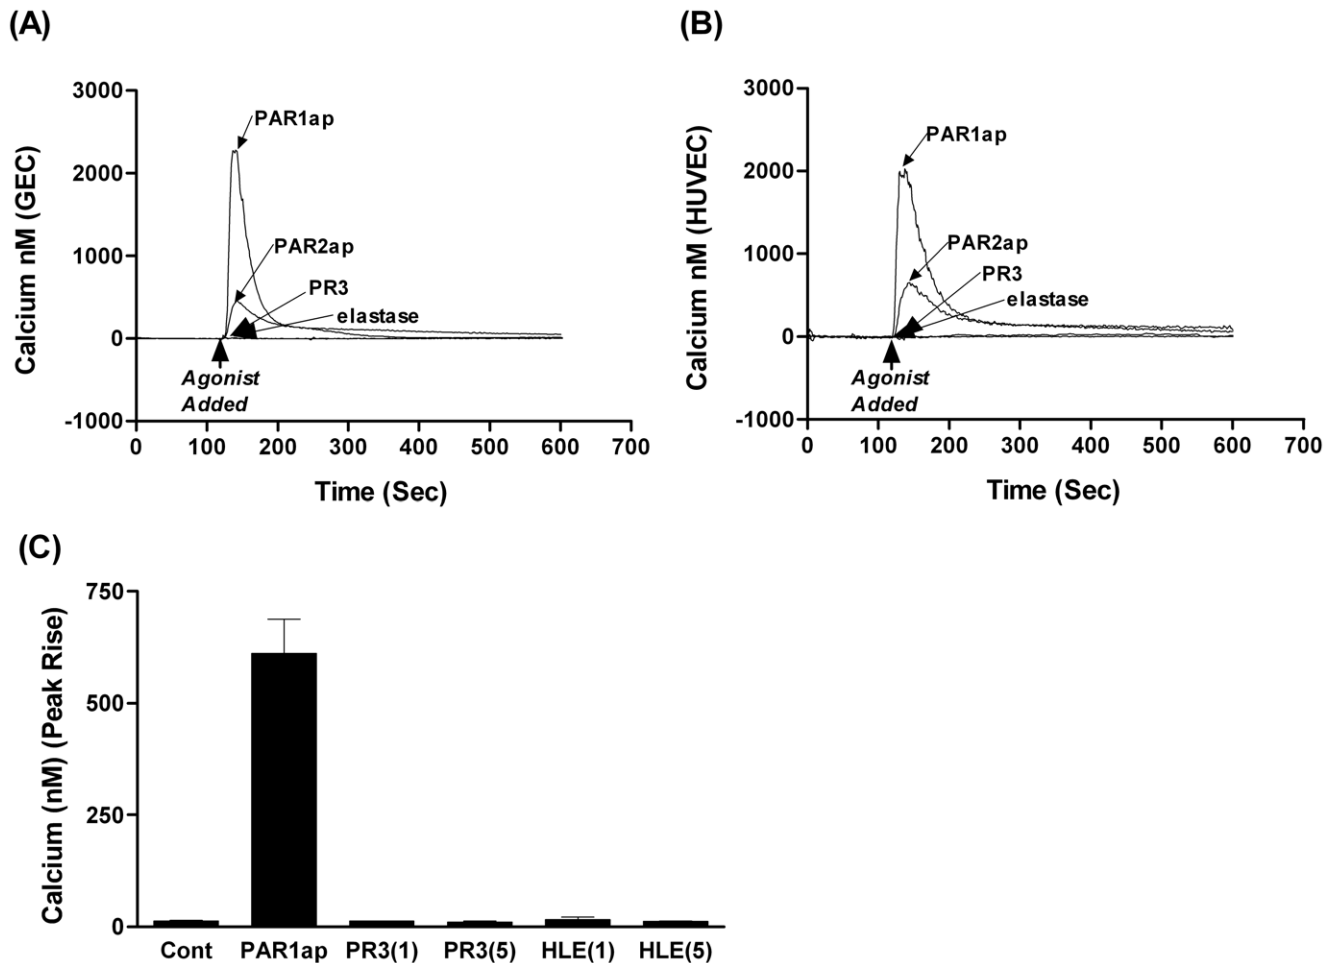 (A)
Calcium nM (GEC)
3000
2000
1000
0
-1000
PAR1ap
PAR2ap
PR3
elastase
Agonist
Added
0 100 200 300 400 500 600 700
Time (Sec)
(B)
Calcium nM (HUVEC)
3000
2000
1000
0
-1000
PAR1ap
PAR2ap
PR3
elastase
Agonist
Added
0 100 200 300 400 500 600 700
Time (Sec)
(C)
Calcium (nM) (Peak Rise)
750
500
250
0
Cont PAR1ap PR3(1) PR3(5) HLE(1) HLE(5)